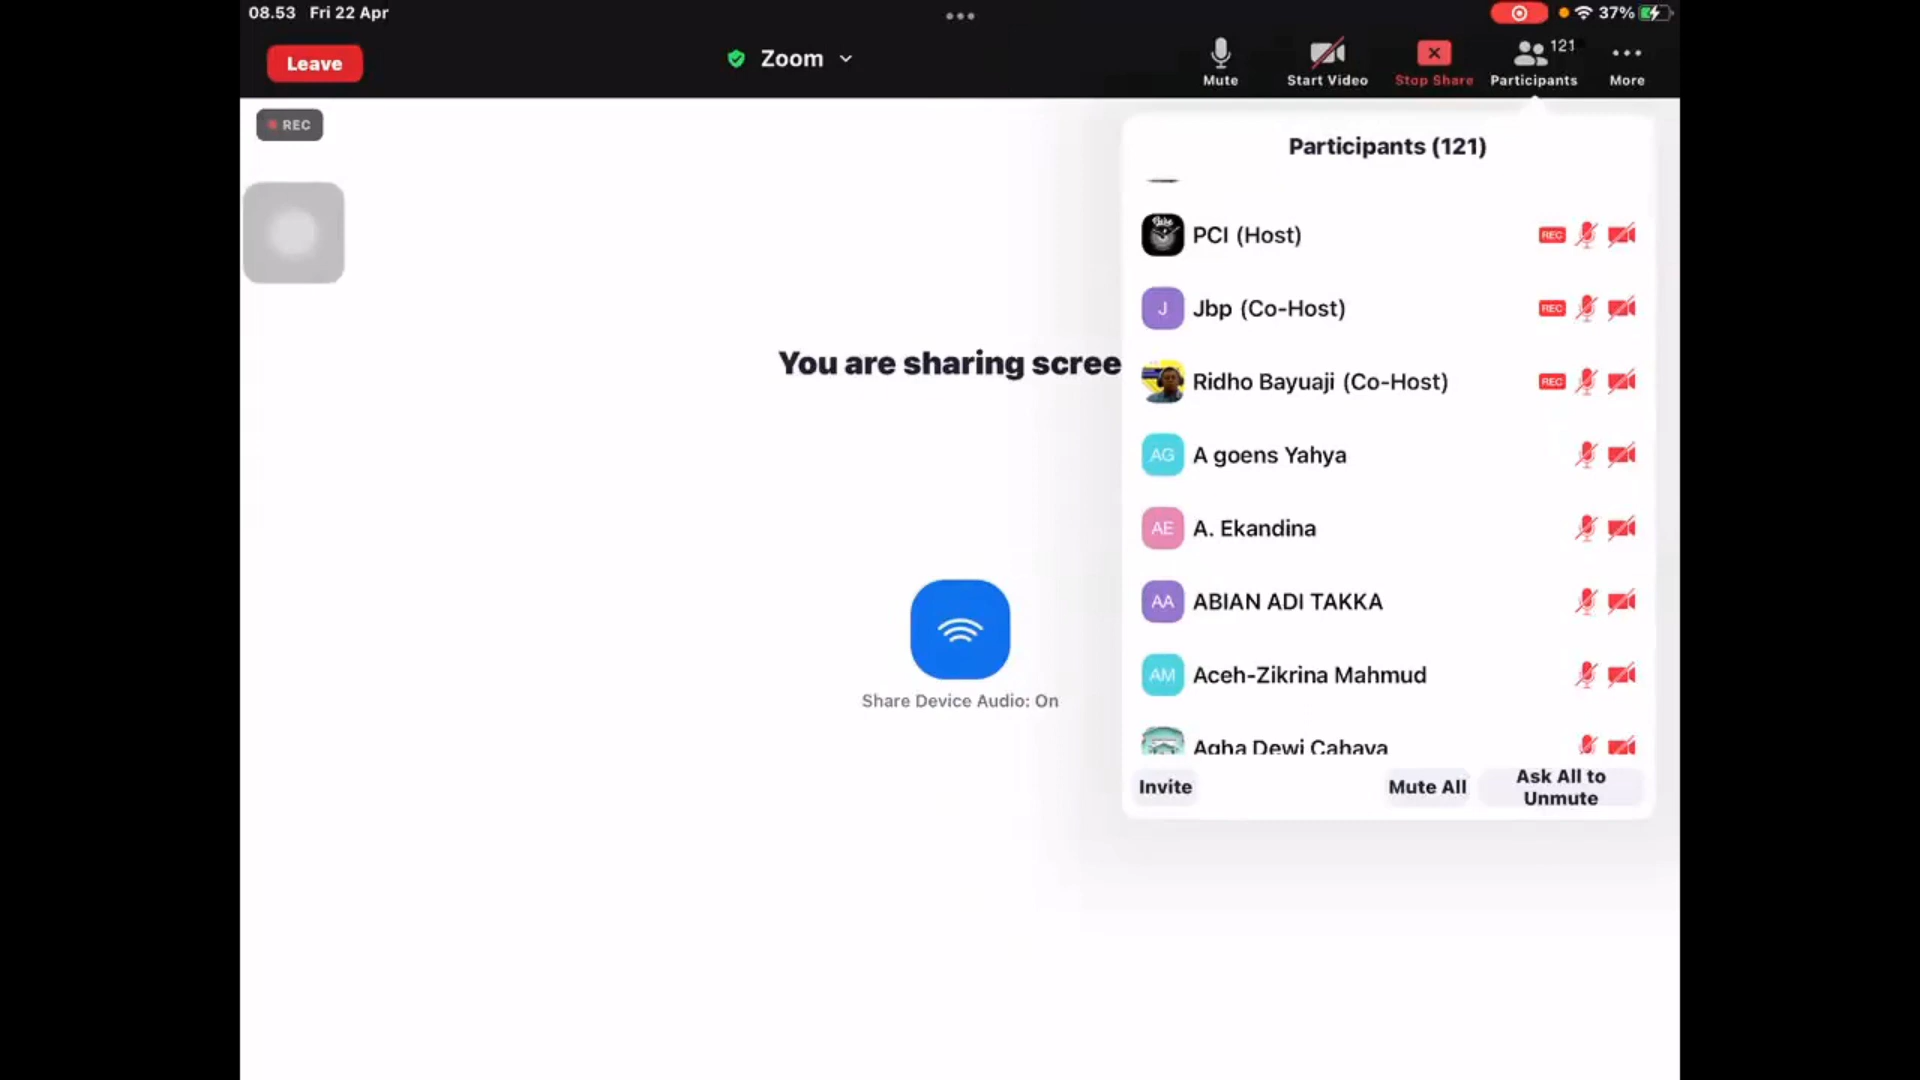 08.53 Fri 22 Apr
37%
Leave
Zoom
Mute
Start Video
Stop Share
Participants
121
More
REC
Participants (121)
PCI (Host)
REC
J
Jbp (Co-Host)
REC
You are sharing scree
Ridho Bayuaji (Co-Host)
REC
AG
A goens Yahya
AE
A. Ekandina
AA
ABIAN ADI TAKKA
AM
Aceh-Zikrina Mahmud
Share Device Audio: On
Agha Dewi Cahaya
Invite
Mute All
Ask All to
Unmute